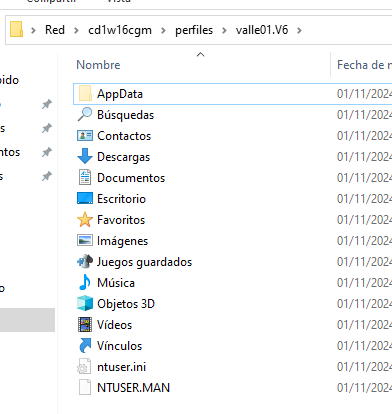 Compartir Vista
Red > cd1w16cgm > perfiles > valle01.V6 >
Nombre Fecha de m
AppData 01/11/2024
Búsquedas 01/11/2024
Contactos 01/11/2024
Descargas 01/11/2024
Documentos 01/11/2024
Escritorio 01/11/2024
Favoritos 01/11/2024
Imágenes 01/11/2024
Juegos guardados 01/11/2024
Música 01/11/2024
Objetos 3D 01/11/2024
Vídeos 01/11/2024
Vínculos 01/11/2024
ntuser.ini 01/11/2024
NTUSER.MAN 01/11/2024